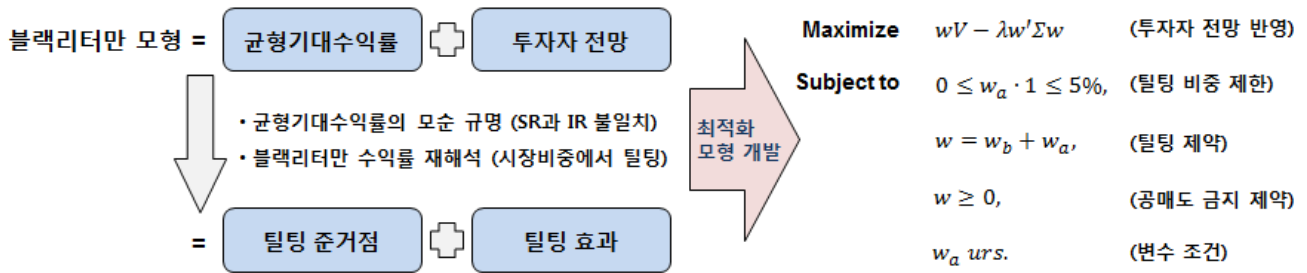 블랙리터만 모형 = 균형기대수익률 투자자 전망
• 균형기대수익률의 모순 규명 (SR과 IR 불일치)
• 블랙리터만 수익률 재해석 (시장비중에서 틸팅)
= 틸팅 준거점 틸팅 효과
최적화
모형 개발
Maximize wV − λw′Σw (투자자 전망 반영)
Subject to 0 ≤ w_a · 1 ≤ 5%, (틸팅 비중 제한)
w = w_b + w_a, (틸팅 제약)
w ≥ 0, (공매도 금지 제약)
w_a urs. (변수 조건)